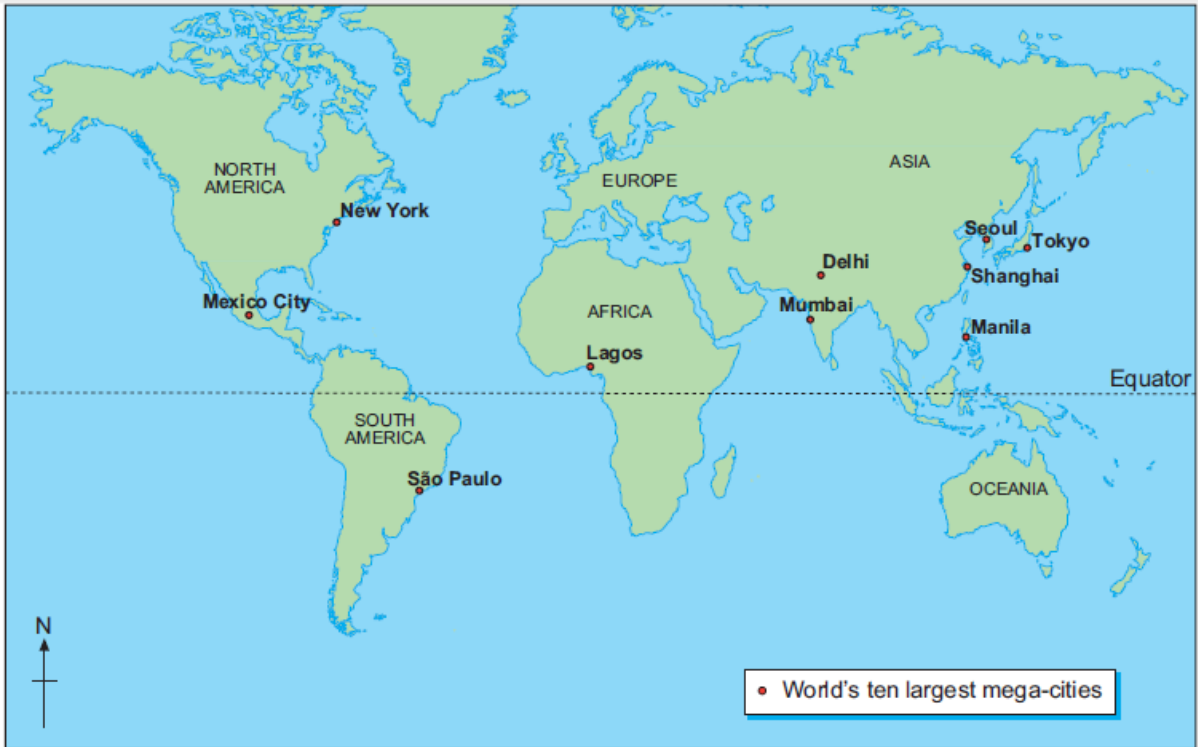 NORTH
AMERICA
New York
Mexico City
SOUTH
AMERICA
São Paulo
EUROPE
AFRICA
Lagos
ASIA
Seoul
Tokyo
Delhi
Shanghai
Mumbai
Manila
Equator
OCEANIA
N
World's ten largest mega-cities